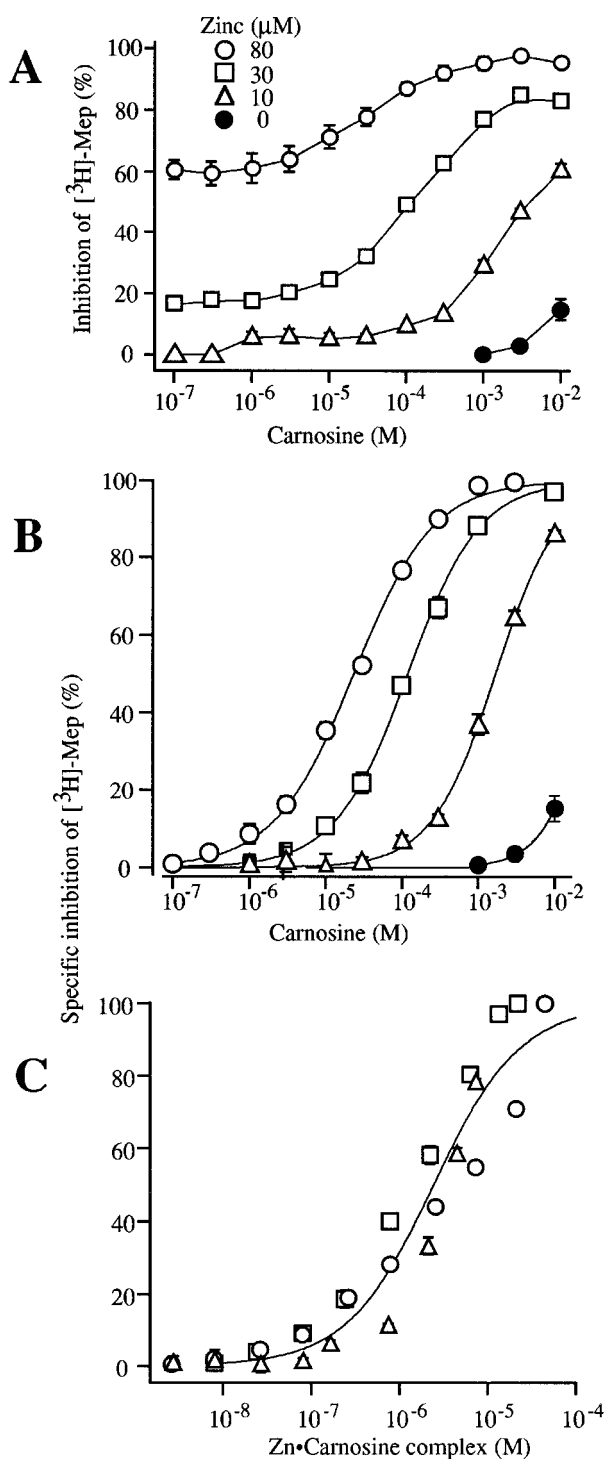 A
Zinc (μM)
80
30
10
0
Inhibition of [³H]-Mep (%)
100
80
60
40
20
0
10⁻⁷ 10⁻⁶ 10⁻⁵ 10⁻⁴ 10⁻³ 10⁻²
Carnosine (M)
B
Specific inhibition of [³H]-Mep (%)
100
80
60
40
20
0
10⁻⁷ 10⁻⁶ 10⁻⁵ 10⁻⁴ 10⁻³ 10⁻²
Carnosine (M)
C
100
80
60
40
20
0
10⁻⁸ 10⁻⁷ 10⁻⁶ 10⁻⁵ 10⁻⁴
Zn•Carnosine complex (M)